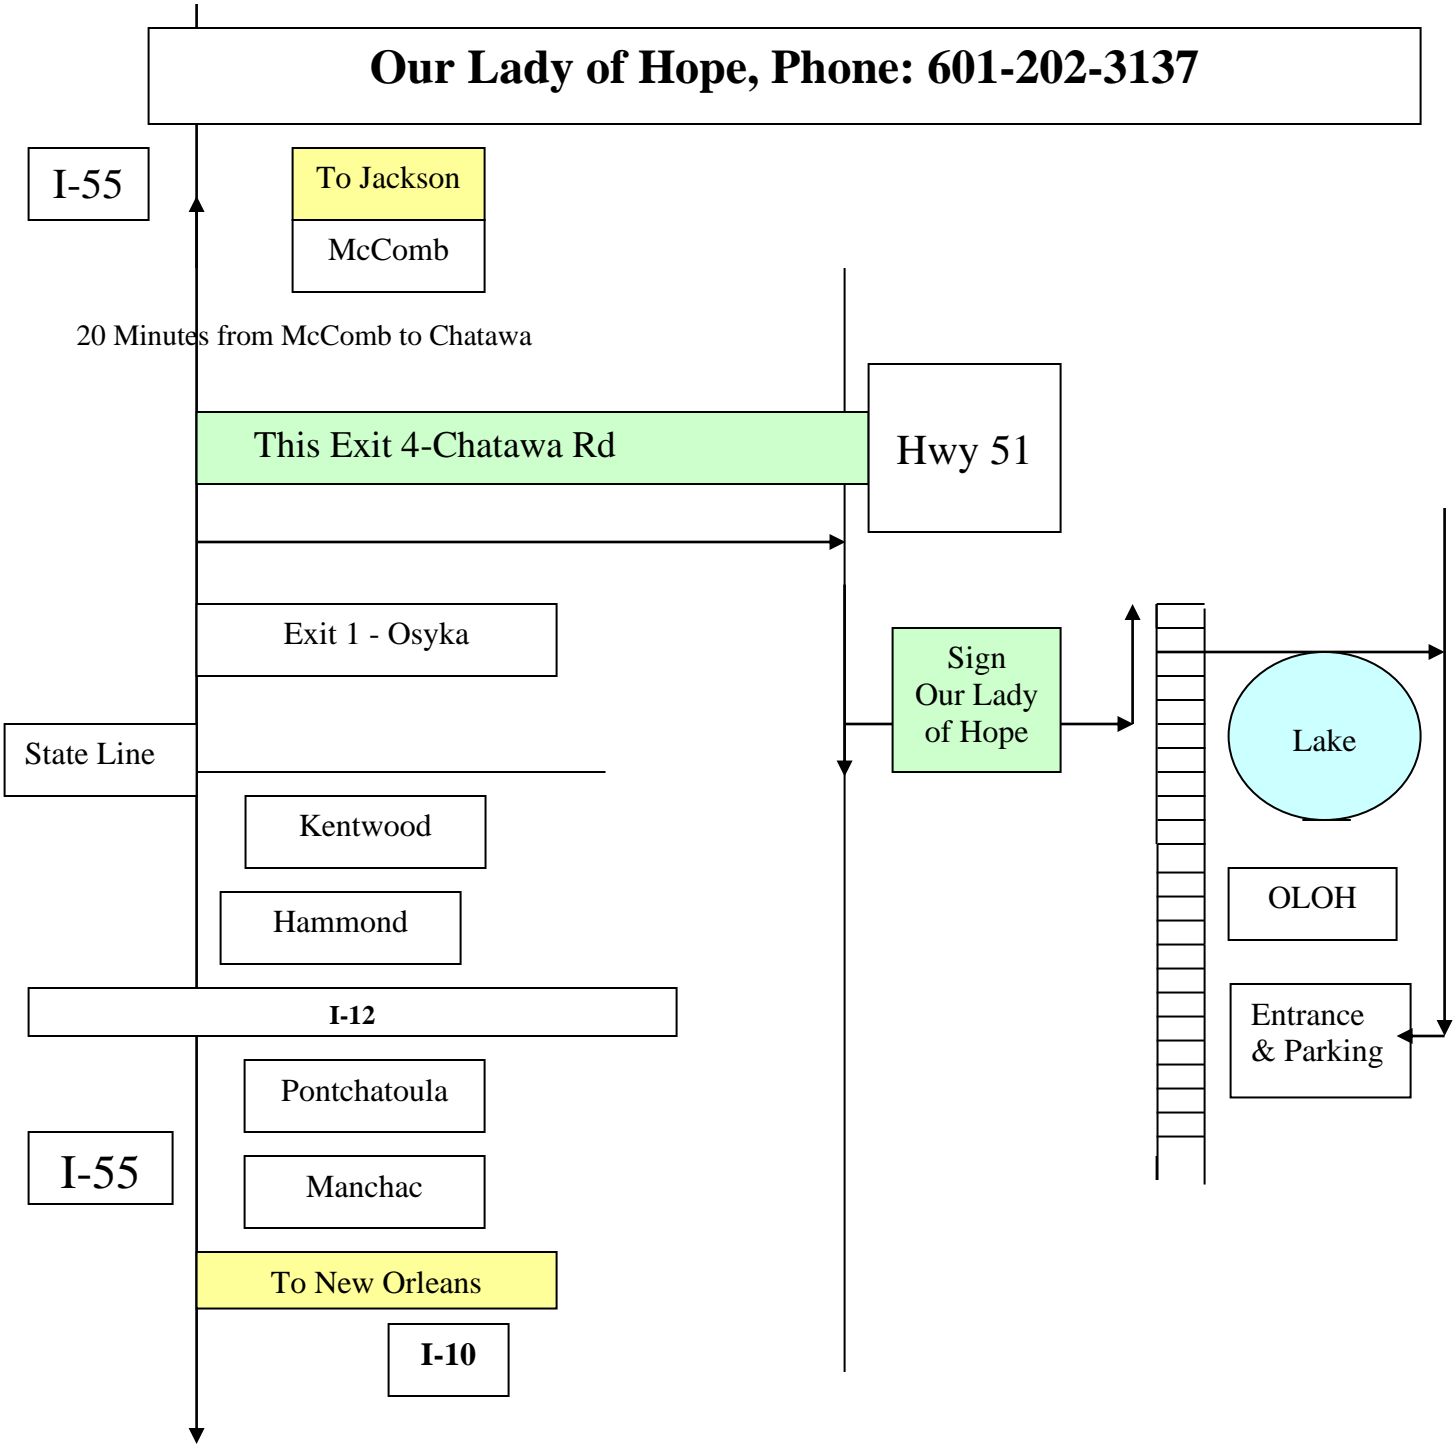 Our Lady of Hope, Phone: 601-202-3137
I-55
To Jackson
McComb
20 Minutes from McComb to Chatawa
This Exit 4-Chatawa Rd
Hwy 51
Exit 1 - Osyka
Sign
Our Lady
of Hope
State Line
Lake
Kentwood
Hammond
OLOH
I-12
Entrance
& Parking
Pontchatoula
I-55
Manchac
To New Orleans
I-10